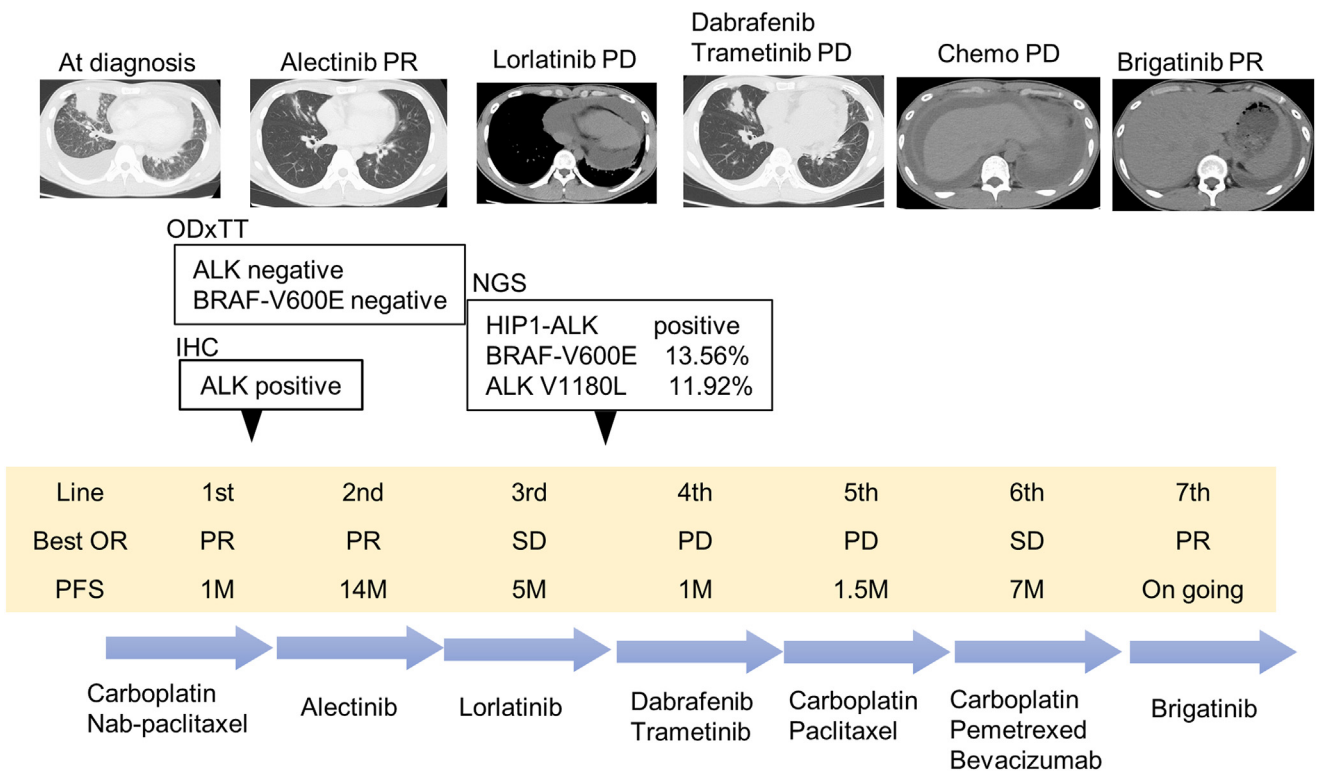 At diagnosis
Alectinib PR
Lorlatinib PD
Dabrafenib
Trametinib PD
Chemo PD
Brigatinib PR
ODxTT
ALK negative
BRAF-V600E negative
IHC
ALK positive
NGS
HIP1-ALK positive
BRAF-V600E 13.56%
ALK V1180L 11.92%
Line 1st 2nd 3rd 4th 5th 6th 7th
Best OR PR PR SD PD PD SD PR
PFS 1M 14M 5M 1M 1.5M 7M On going
Carboplatin
Nab-paclitaxel
Alectinib
Lorlatinib
Dabrafenib
Trametinib
Carboplatin
Paclitaxel
Carboplatin
Pemetrexed
Bevacizumab
Brigatinib